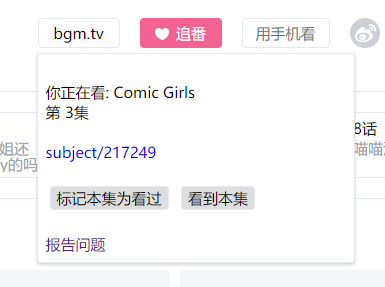 bgm.tv
追番
用手机看
你正在看: Comic Girls
第 3集
8话
姐还
喵喵
y的吗
subject/217249
标记本集为看过
看到本集
报告问题